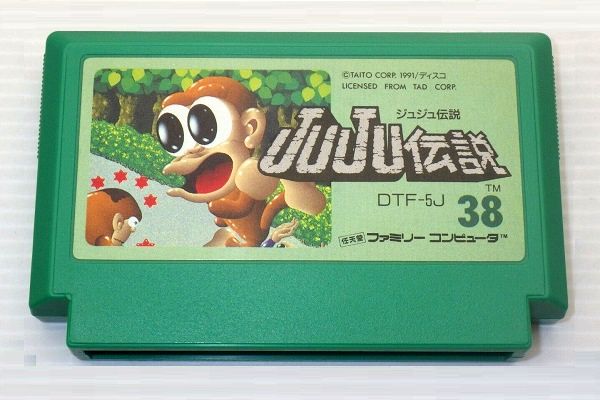 ©TAITO CORP. 1991/ディスコ
LICENSED FROM TAD CORP.
ジュジュ伝説
JUJU伝説
TM
DTF-5J 38
任天堂 ファミリー コンピュータ™